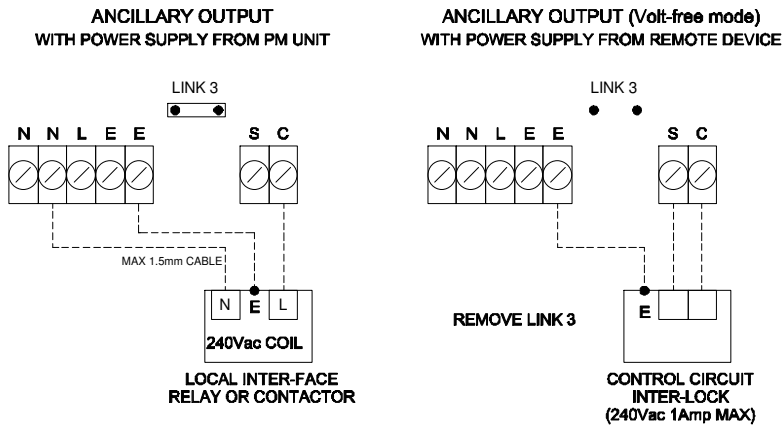 ANCILLARY OUTPUT
WITH POWER SUPPLY FROM PM UNIT
LINK 3
N N L E E S C
MAX 1.5mm CABLE
N E L
240Vac COIL
LOCAL INTER-FACE
RELAY OR CONTACTOR
ANCILLARY OUTPUT (Volt-free mode)
WITH POWER SUPPLY FROM REMOTE DEVICE
LINK 3
N N L E E S C
REMOVE LINK 3
E
CONTROL CIRCUIT
INTER-LOCK
(240Vac 1Amp MAX)